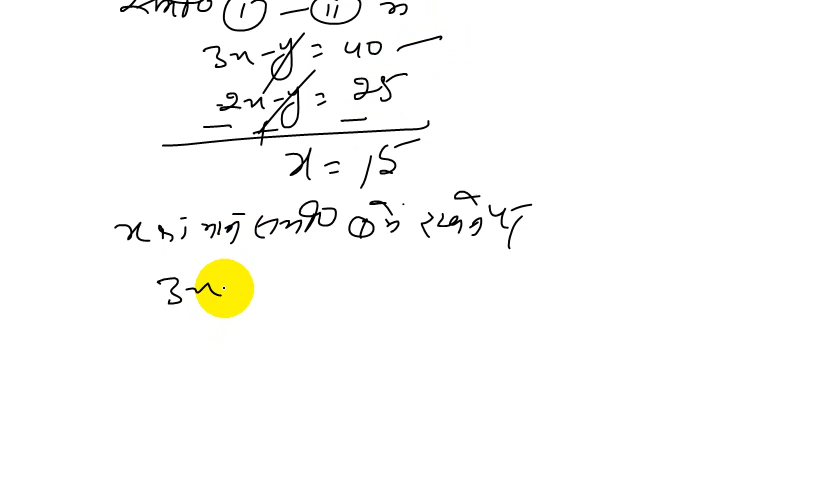 समी० (i) - (ii) से
3x - y = 40
2x - y = 25
- + -
x = 15
x का मान समी० (i) में रखने पर
3x